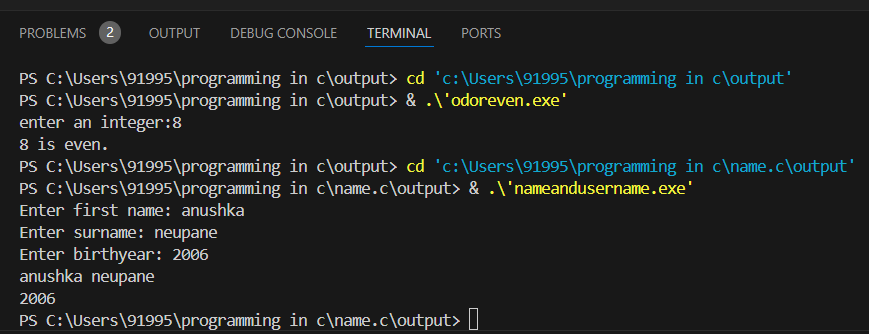 PROBLEMS 2 OUTPUT DEBUG CONSOLE TERMINAL PORTS
PS C:\Users\91995\programming in c\output> cd 'c:\Users\91995\programming in c\output'
PS C:\Users\91995\programming in c\output> & .\'odoreven.exe'
enter an integer:8
8 is even.
PS C:\Users\91995\programming in c\output> cd 'c:\Users\91995\programming in c\name.c\output'
PS C:\Users\91995\programming in c\name.c\output> & .\'nameandusername.exe'
Enter first name: anushka
Enter surname: neupane
Enter birthyear: 2006
anushka neupane
2006
PS C:\Users\91995\programming in c\name.c\output>